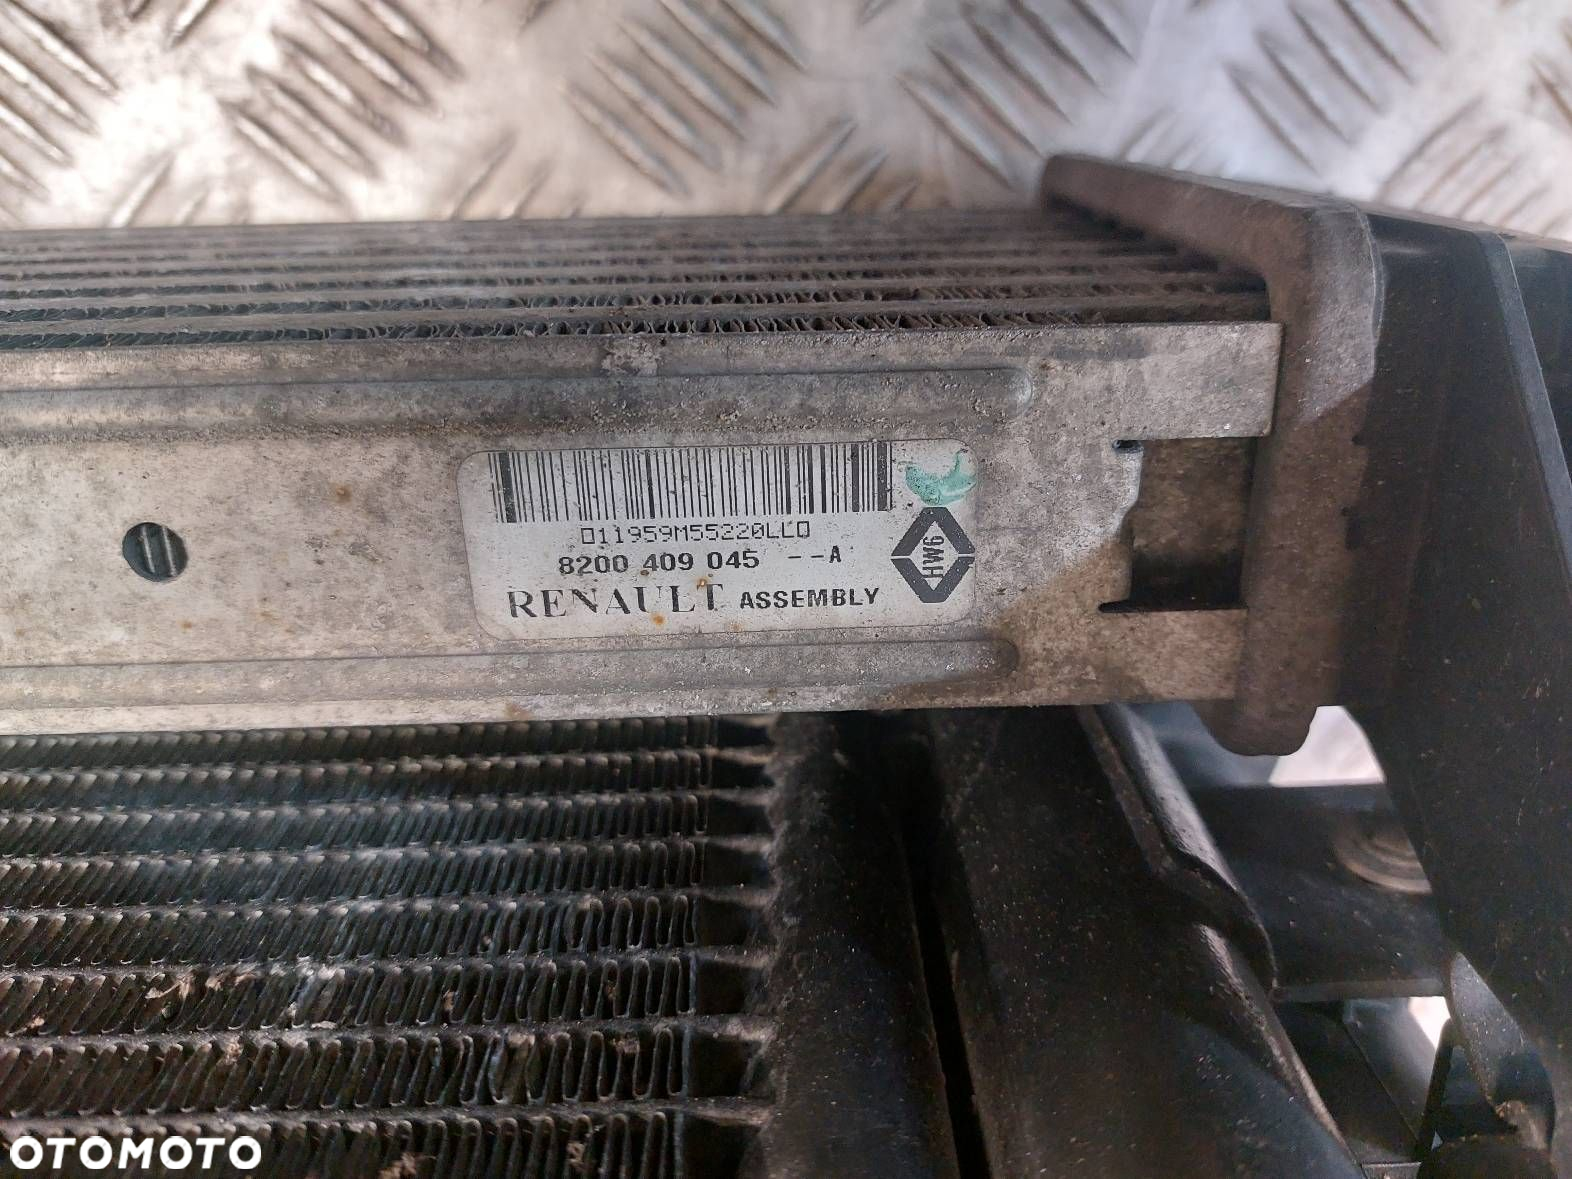 011959M55220LL0
8200 409 045 --A
RENAULT ASSEMBLY
HW6
OTOMOTO